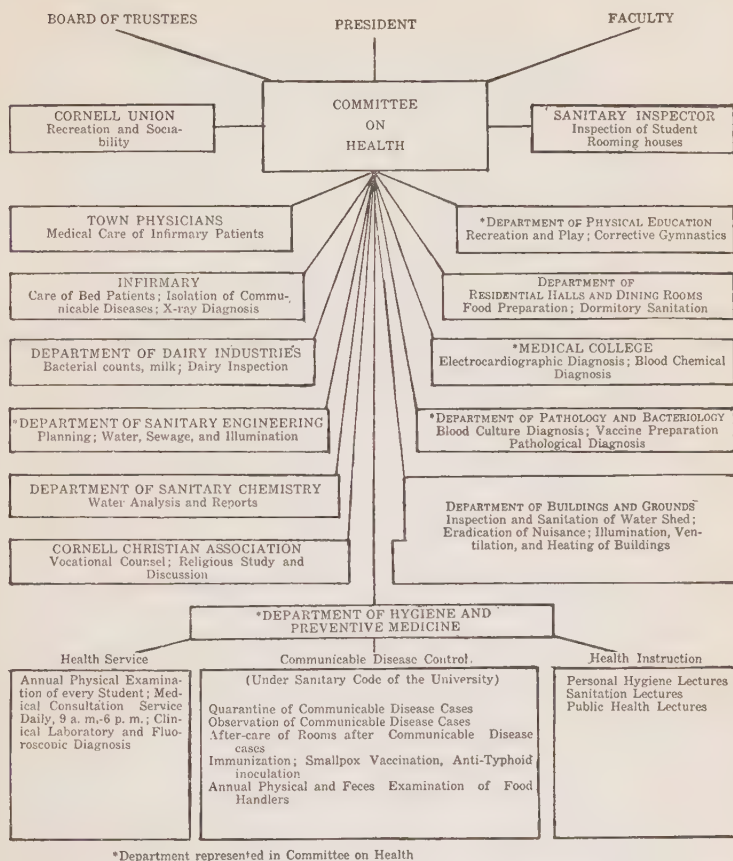 BOARD OF TRUSTEES
PRESIDENT
FACULTY
COMMITTEE
ON
HEALTH
CORNELL UNION
Recreation and Socia-
bility
SANITARY INSPECTOR
Inspection of Student
Rooming houses
TOWN PHYSICIANS
Medical Care of Infirmary Patients
*DEPARTMENT OF PHYSICAL EDUCATION
Recreation and Play; Corrective Gymnastics
INFIRMARY
Care of Bed Patients; Isolation of Commu-
nicable Diseases; X-ray Diagnosis
DEPARTMENT OF
RESIDENTIAL HALLS AND DINING ROOMS
Food Preparation; Dormitory Sanitation
DEPARTMENT OF DAIRY INDUSTRIES
Bacterial counts, milk; Dairy Inspection
*MEDICAL COLLEGE
Electrocardiographic Diagnosis; Blood Chemical
Diagnosis
*DEPARTMENT OF SANITARY ENGINEERING
Planning; Water, Sewage, and Illumination
*DEPARTMENT OF PATHOLOGY AND BACTERIOLOGY
Blood Culture Diagnosis; Vaccine Preparation
Pathological Diagnosis
DEPARTMENT OF SANITARY CHEMISTRY
Water Analysis and Reports
DEPARTMENT OF BUILDINGS AND GROUNDS
Inspection and Sanitation of Water Shed;
Eradication of Nuisance; Illumination, Ven-
tilation, and Heating of Buildings
CORNELL CHRISTIAN ASSOCIATION
Vocational Counsel; Religious Study and
Discussion
*DEPARTMENT OF HYGIENE AND
PREVENTIVE MEDICINE
Health Service
Annual Physical Examina-
tion of every Student; Med-
ical Consultation Service
Daily, 9 a. m.-6 p. m.; Clin-
ical Laboratory and Fluo-
roscopic Diagnosis
Communicable Disease Control.
(Under Sanitary Code of the University)
Quarantine of Communicable Disease Cases
Observation of Communicable Disease Cases
After-care of Rooms after Communicable Disease
cases
Immunization; Smallpox Vaccination, Anti-Typhoid
inoculation
Annual Physical and Feces Examination of Food
Handlers
Health Instruction
Personal Hygiene Lectures
Sanitation Lectures
Public Health Lectures
*Department represented in Committee on Health